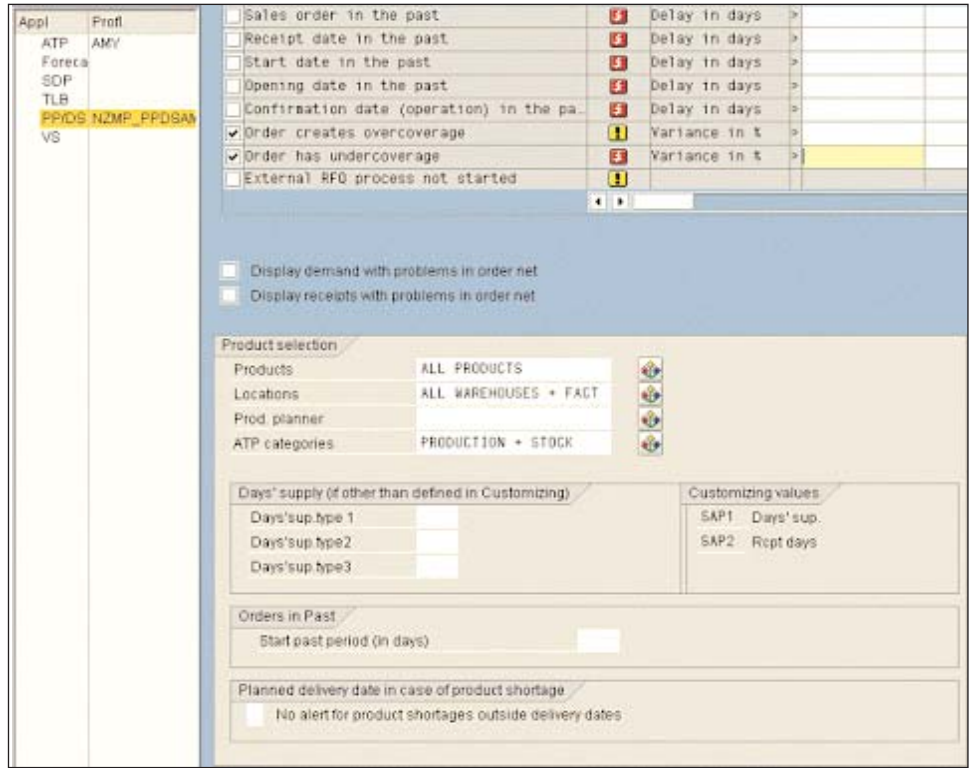 Appl Profl
ATP AMY
Foreca
SDP
TLB
PP/DS NZMP_PPDSAM
VS
Sales order in the past Delay in days >
Receipt date in the past Delay in days >
Start date in the past Delay in days >
Opening date in the past Delay in days >
Confirmation date (operation) in the pa.. Delay in days >
Order creates overcoverage Variance in % >
Order has undercoverage Variance in % >
External RFQ process not started
Display demand with problems in order net
Display receipts with problems in order net
Product selection
Products ALL PRODUCTS
Locations ALL WAREHOUSES + FACT
Prod. planner
ATP categories PRODUCTION + STOCK
Days' supply (if other than defined in Customizing) Customizing values
Days'sup.type 1 SAP1 Days' sup.
Days'sup.type2 SAP2 Rcpt days
Days'sup.type3
Orders in Past
Start past period (in days)
Planned delivery date in case of product shortage
No alert for product shortages outside delivery dates